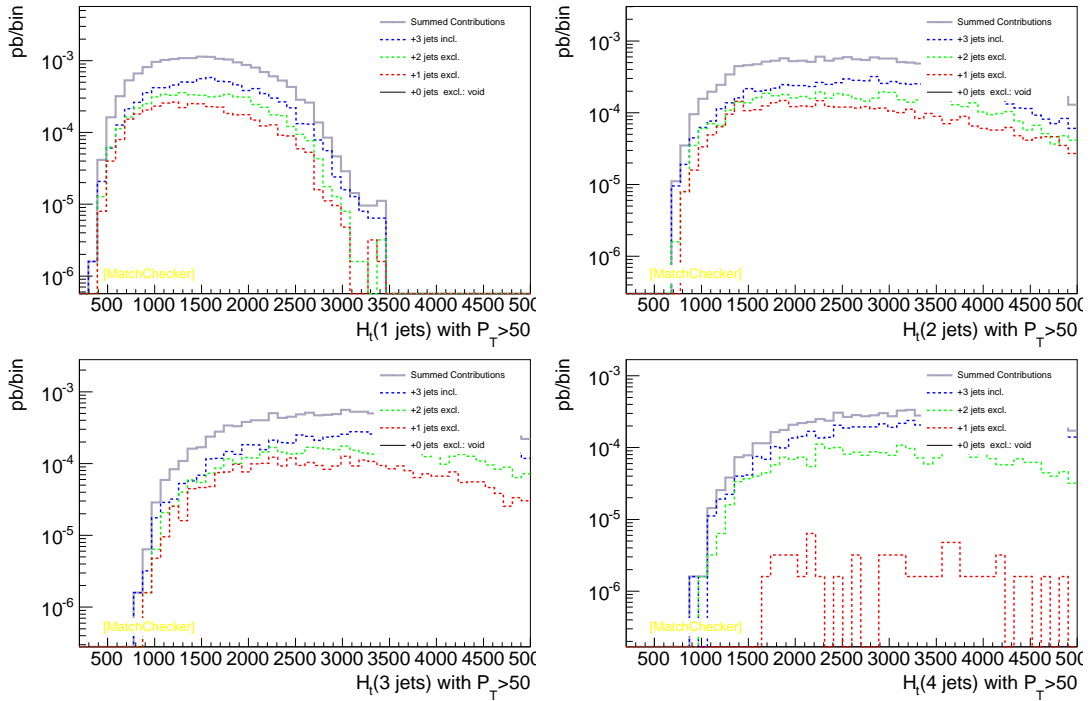 pb/bin
10^-3
10^-4
10^-5
10^-6
Summed Contributions
+3 jets incl.
+2 jets excl.
+1 jets excl.
+0 jets excl.: void
[MatchChecker]
500 1000 1500 2000 2500 3000 3500 4000 4500 500
H_t(1 jets) with P_T>50
pb/bin
10^-3
10^-4
10^-5
10^-6
Summed Contributions
+3 jets incl.
+2 jets excl.
+1 jets excl.
+0 jets excl.: void
[MatchChecker]
500 1000 1500 2000 2500 3000 3500 4000 4500 500
H_t(2 jets) with P_T>50
pb/bin
10^-3
10^-4
10^-5
10^-6
Summed Contributions
+3 jets incl.
+2 jets excl.
+1 jets excl.
+0 jets excl.: void
[MatchChecker]
500 1000 1500 2000 2500 3000 3500 4000 4500 500
H_t(3 jets) with P_T>50
pb/bin
10^-3
10^-4
10^-5
10^-6
Summed Contributions
+3 jets incl.
+2 jets excl.
+1 jets excl.
+0 jets excl.: void
[MatchChecker]
500 1000 1500 2000 2500 3000 3500 4000 4500 500
H_t(4 jets) with P_T>50